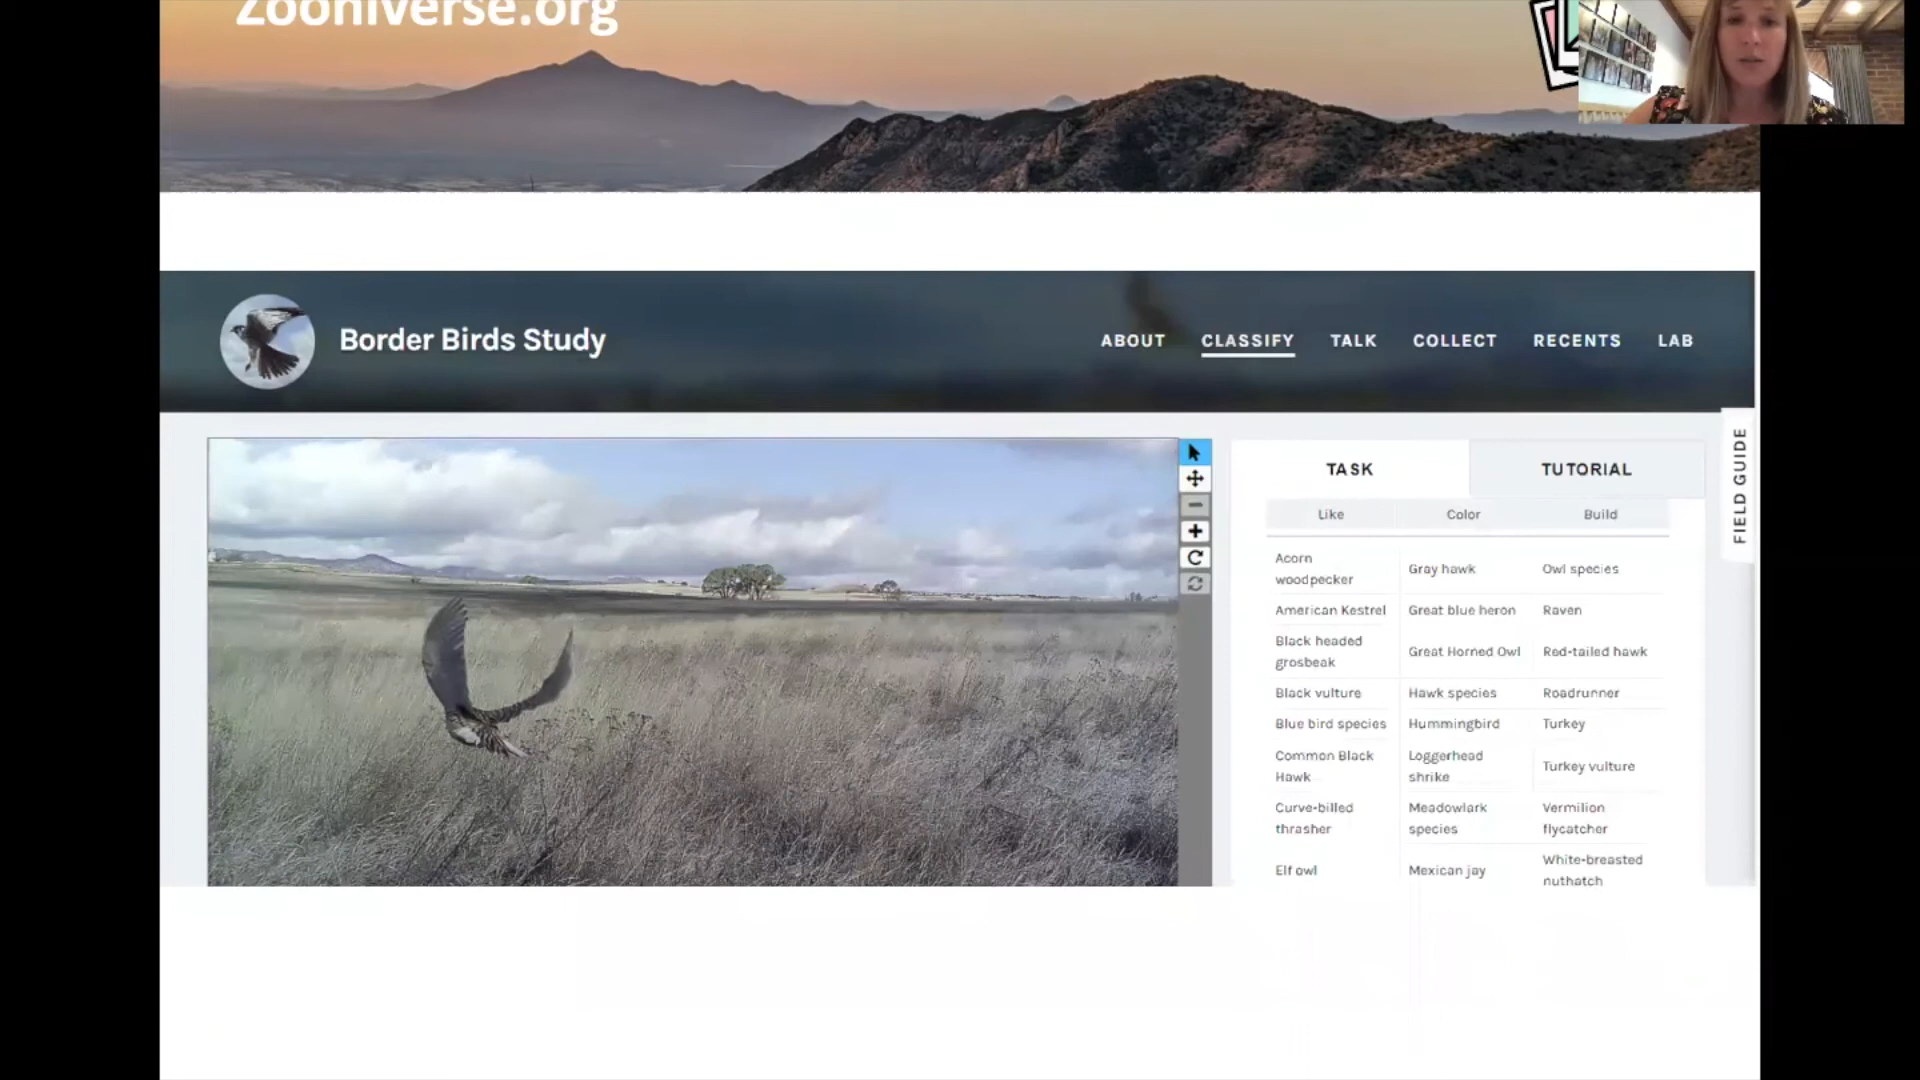 Zooniverse.org
Border Birds Study
ABOUT CLASSIFY TALK COLLECT RECENTS LAB
FIELD GUIDE
TASK TUTORIAL
Like Color Build
Acorn
woodpecker
Gray hawk
Owl species
American Kestrel
Great blue heron
Raven
Black headed
grosbeak
Great Horned Owl
Red-tailed hawk
Black vulture
Hawk species
Roadrunner
Blue bird species
Hummingbird
Turkey
Common Black
Hawk
Loggerhead
shrike
Turkey vulture
Curve-billed
thrasher
Meadowlark
species
Vermilion
flycatcher
Elf owl
Mexican jay
White-breasted
nuthatch